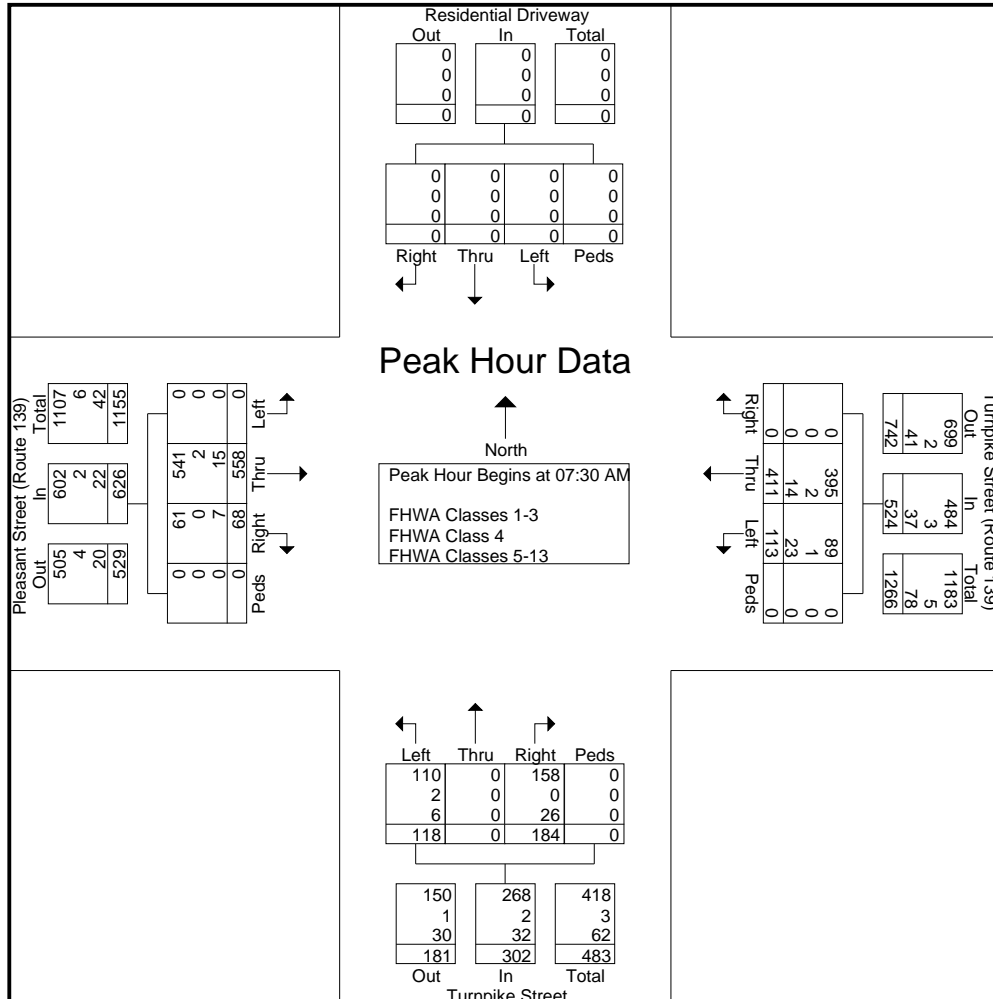 Residential Driveway
Out In Total
0 0 0
0 0 0
0 0 0
0 0 0
0 0 0 0
0 0 0 0
0 0 0 0
0 0 0 0
Right Thru Left Peds
Peak Hour Data
North
Peak Hour Begins at 07:30 AM
FHWA Classes 1-3
FHWA Class 4
FHWA Classes 5-13
Pleasant Street (Route 139)
Out In Total
505 602 1107
4 2 6
20 22 42
529 626 1155
Peds Right Thru Left
0 61 541 0
0 0 2 0
0 7 15 0
0 68 558 0
Turnpike Street (Route 139)
Out In Total
699 484 1183
2 3 5
41 37 78
742 524 1266
0 395 89 0
0 2 1 0
0 14 23 0
0 411 113 0
Right Thru Left Peds
Left Thru Right Peds
110 0 158 0
2 0 0 0
6 0 26 0
118 0 184 0
150 268 418
1 2 3
30 32 62
181 302 483
Out In Total
Turnpike Street